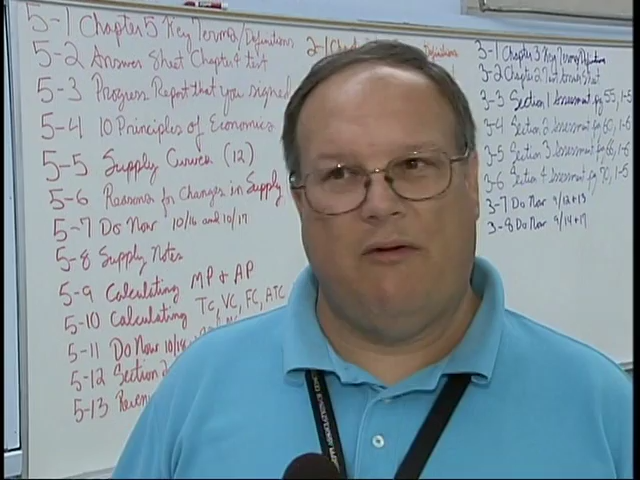 5-1 Chapter 5 Key Terms/Definitions
5-2 Answer Sheet Chapter 4 test
5-3 Progress Report that you signed
5-4 10 Principles of Economics
5-5 Supply Curves (12)
5-6 Reasons for Changes in Supply
5-7 Do Now 10/16 and 10/17
5-8 Supply Notes
5-9 Calculating MP & AP
5-10 Calculating TC, VC, FC, ATC
5-11 Do Now 10/19
5-12 Section 2
5-13
2-1
Definitions
3-1 Chapter 3 Key Terms/Definitions
3-2 Chapter 2 Test Answer Sheet
3-3 Section 1 Assessment pg 55, 1-5
3-4 Section 2 Assessment pg 60, 1-5
3-5 Section 3 Assessment pg 66, 1-5
3-6 Section 4 Assessment pg 70, 1-5
3-7 Do Now 9/12+13
3-8 Do Now 9/14+17